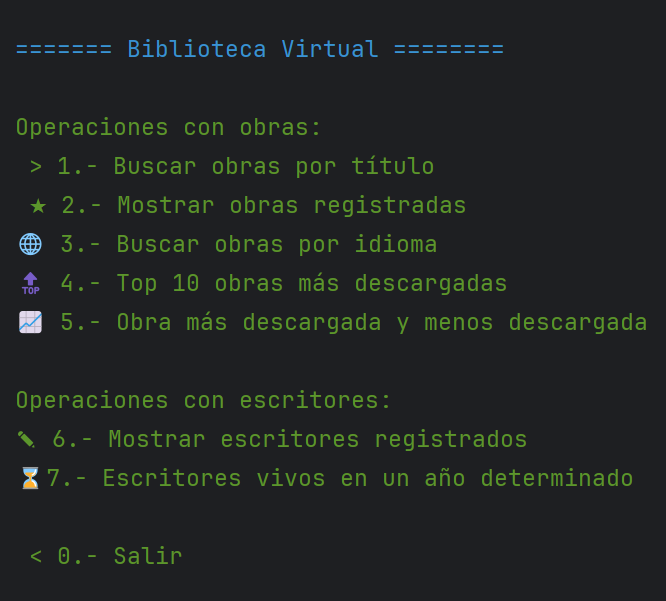 ======= Biblioteca Virtual ========
Operaciones con obras:
> 1.- Buscar obras por título
★ 2.- Mostrar obras registradas
🌐 3.- Buscar obras por idioma
🔝 4.- Top 10 obras más descargadas
📈 5.- Obra más descargada y menos descargada
Operaciones con escritores:
✎ 6.- Mostrar escritores registrados
⏳7.- Escritores vivos en un año determinado
< 0.- Salir